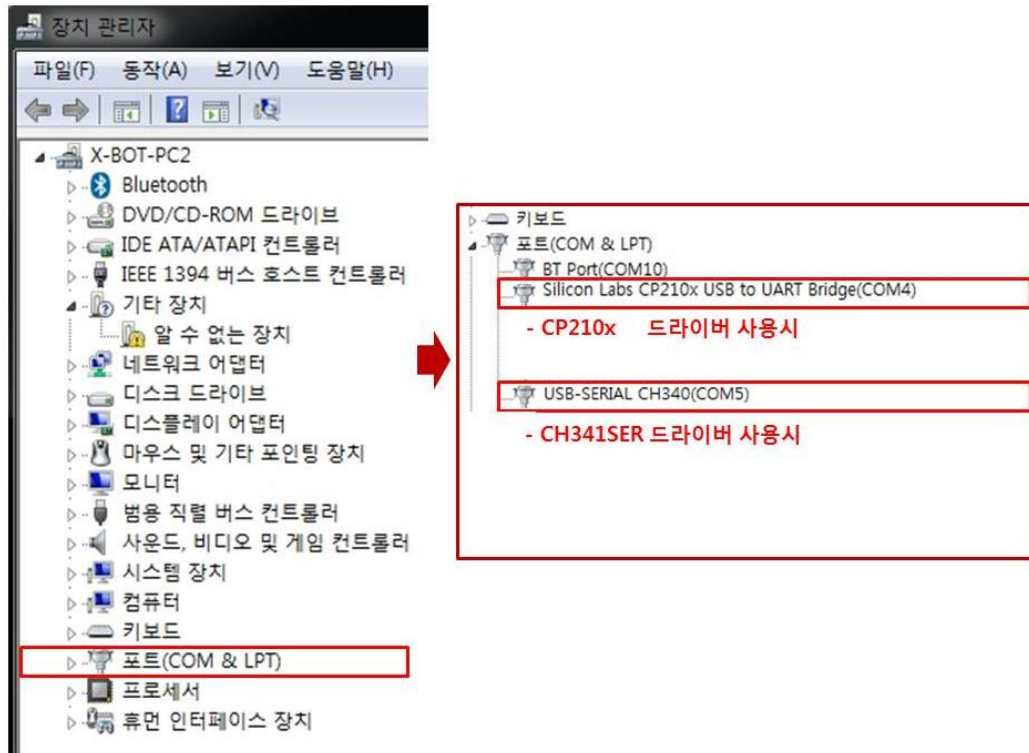 장치 관리자
파일(F) 동작(A) 보기(V) 도움말(H)
X-BOT-PC2
Bluetooth
DVD/CD-ROM 드라이브
IDE ATA/ATAPI 컨트롤러
IEEE 1394 버스 호스트 컨트롤러
기타 장치
알 수 없는 장치
네트워크 어댑터
디스크 드라이브
디스플레이 어댑터
마우스 및 기타 포인팅 장치
모니터
범용 직렬 버스 컨트롤러
사운드, 비디오 및 게임 컨트롤러
시스템 장치
컴퓨터
키보드
포트(COM & LPT)
프로세서
휴먼 인터페이스 장치
키보드
포트(COM & LPT)
BT Port(COM10)
Silicon Labs CP210x USB to UART Bridge(COM4)
- CP210x 드라이버 사용시
USB-SERIAL CH340(COM5)
- CH341SER 드라이버 사용시